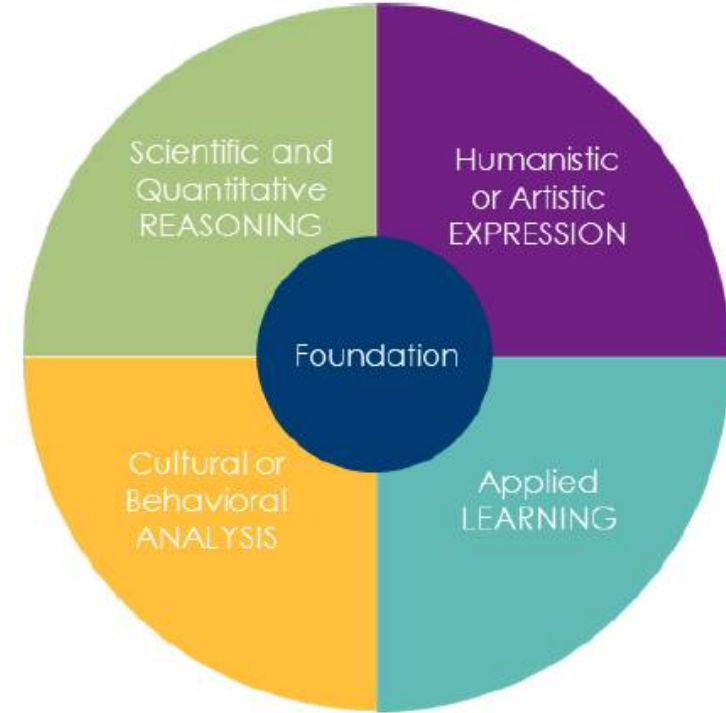 Scientific and
Quantitative
REASONING
Humanistic
or Artistic
EXPRESSION
Foundation
Cultural or
Behavioral
ANALYSIS
Applied
LEARNING